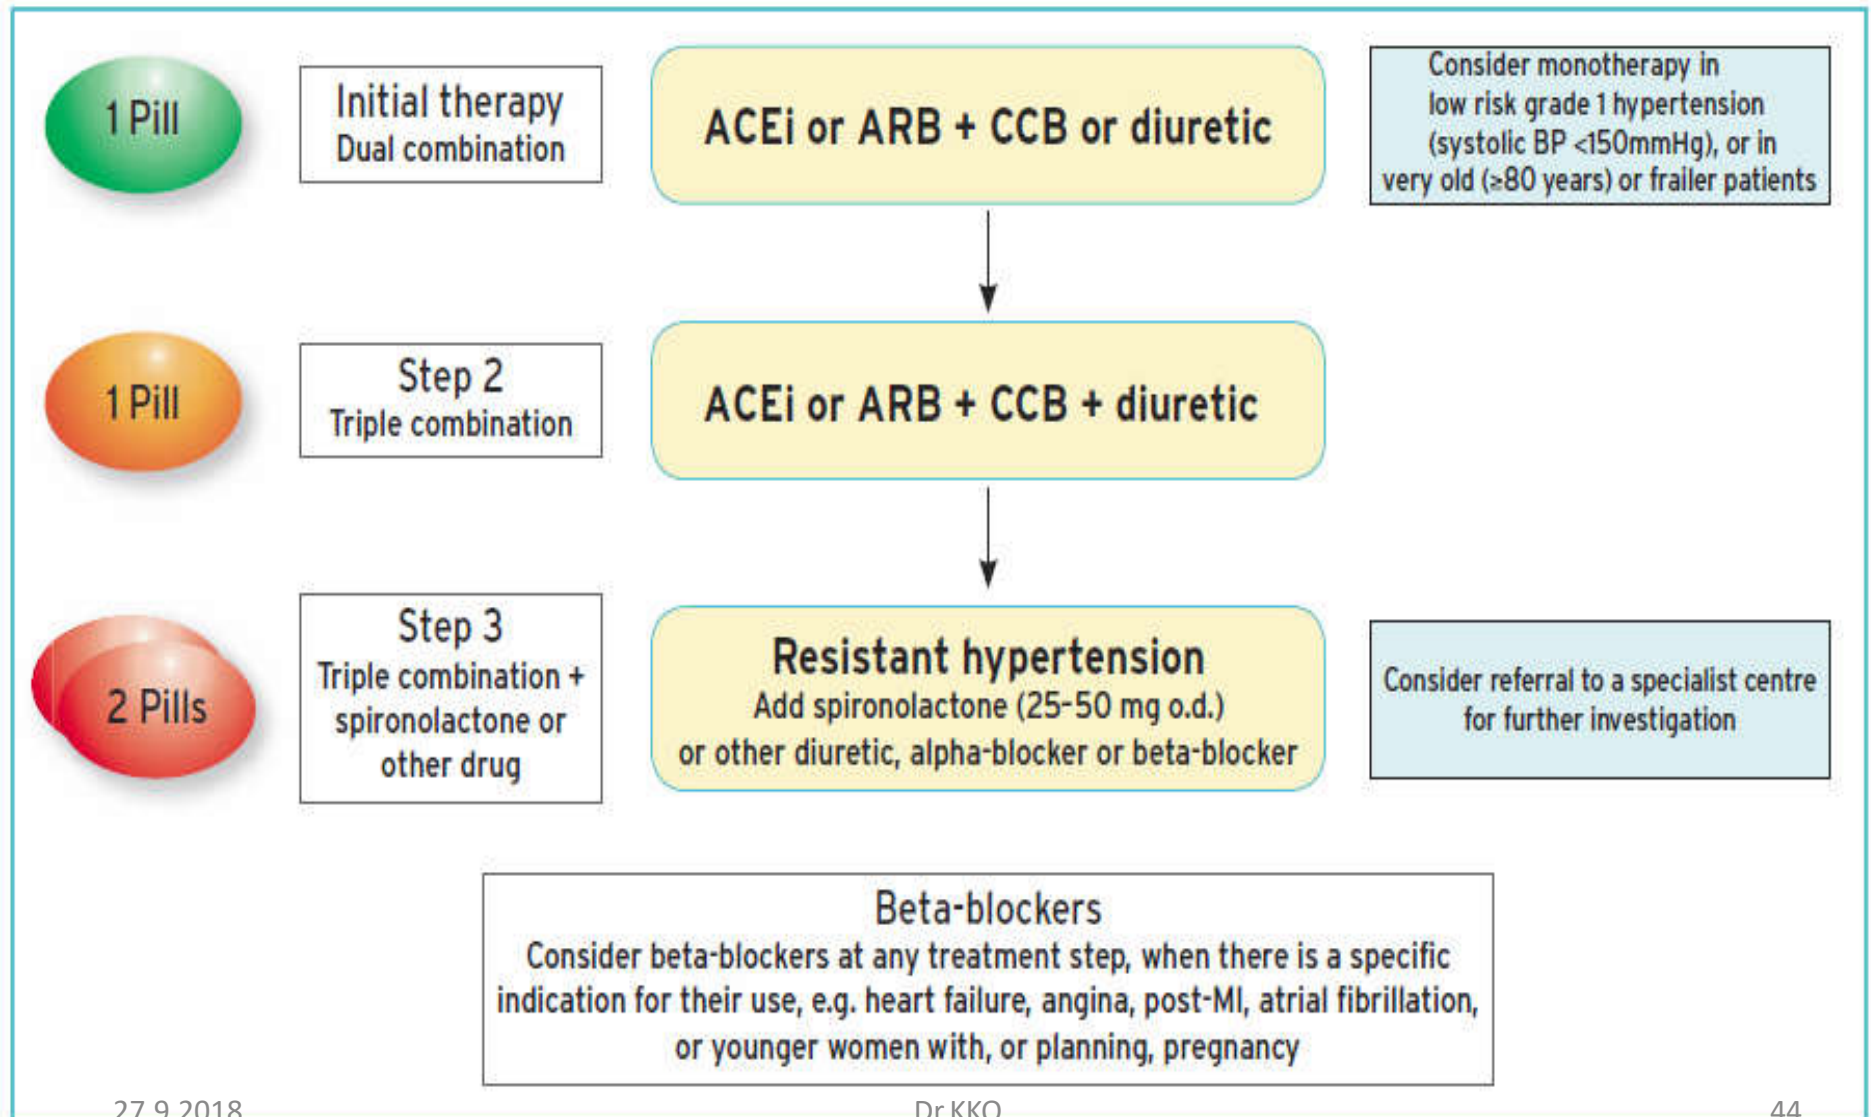 1 Pill
Initial therapy
Dual combination
ACEi or ARB + CCB or diuretic
Consider monotherapy in
low risk grade 1 hypertension
(systolic BP <150mmHg), or in
very old (≥80 years) or frailer patients
1 Pill
Step 2
Triple combination
ACEi or ARB + CCB + diuretic
2 Pills
Step 3
Triple combination +
spironolactone or
other drug
Resistant hypertension
Add spironolactone (25-50 mg o.d.)
or other diuretic, alpha-blocker or beta-blocker
Consider referral to a specialist centre
for further investigation
Beta-blockers
Consider beta-blockers at any treatment step, when there is a specific
indication for their use, e.g. heart failure, angina, post-MI, atrial fibrillation,
or younger women with, or planning, pregnancy
27.9.2018
Dr.KKO
44